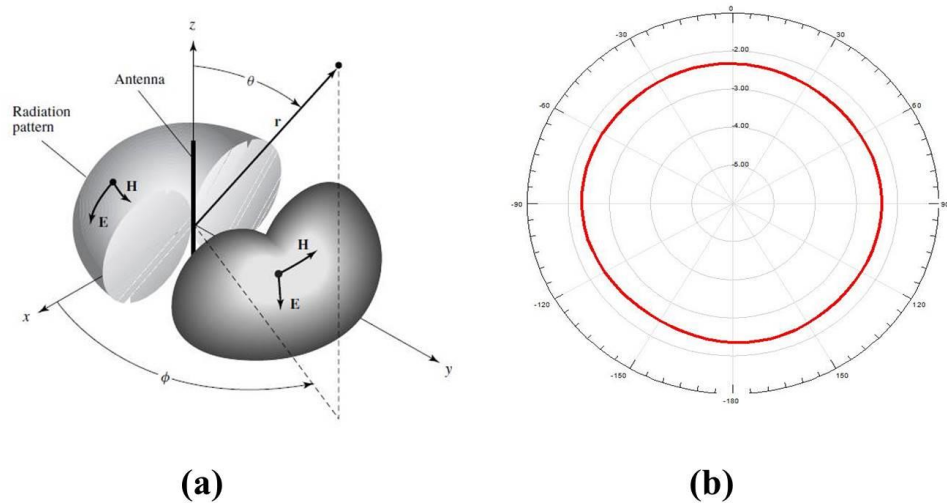 z
θ
Antenna
r
Radiation
pattern
H
E
H
E
x
y
ϕ
0
-30
30
-2.00
-3.00
-60
60
-4.00
-5.00
-90
90
-120
120
-150
150
-180
(a)
(b)